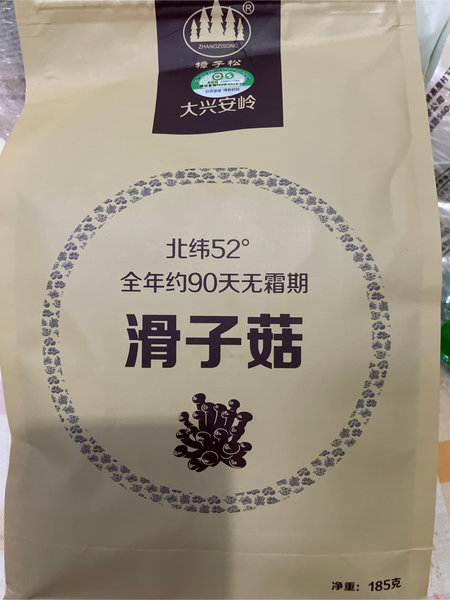 ZHANGZISONG
樟子松
大兴安岭
北纬52°
全年约90天无霜期
滑子菇
净重：185克